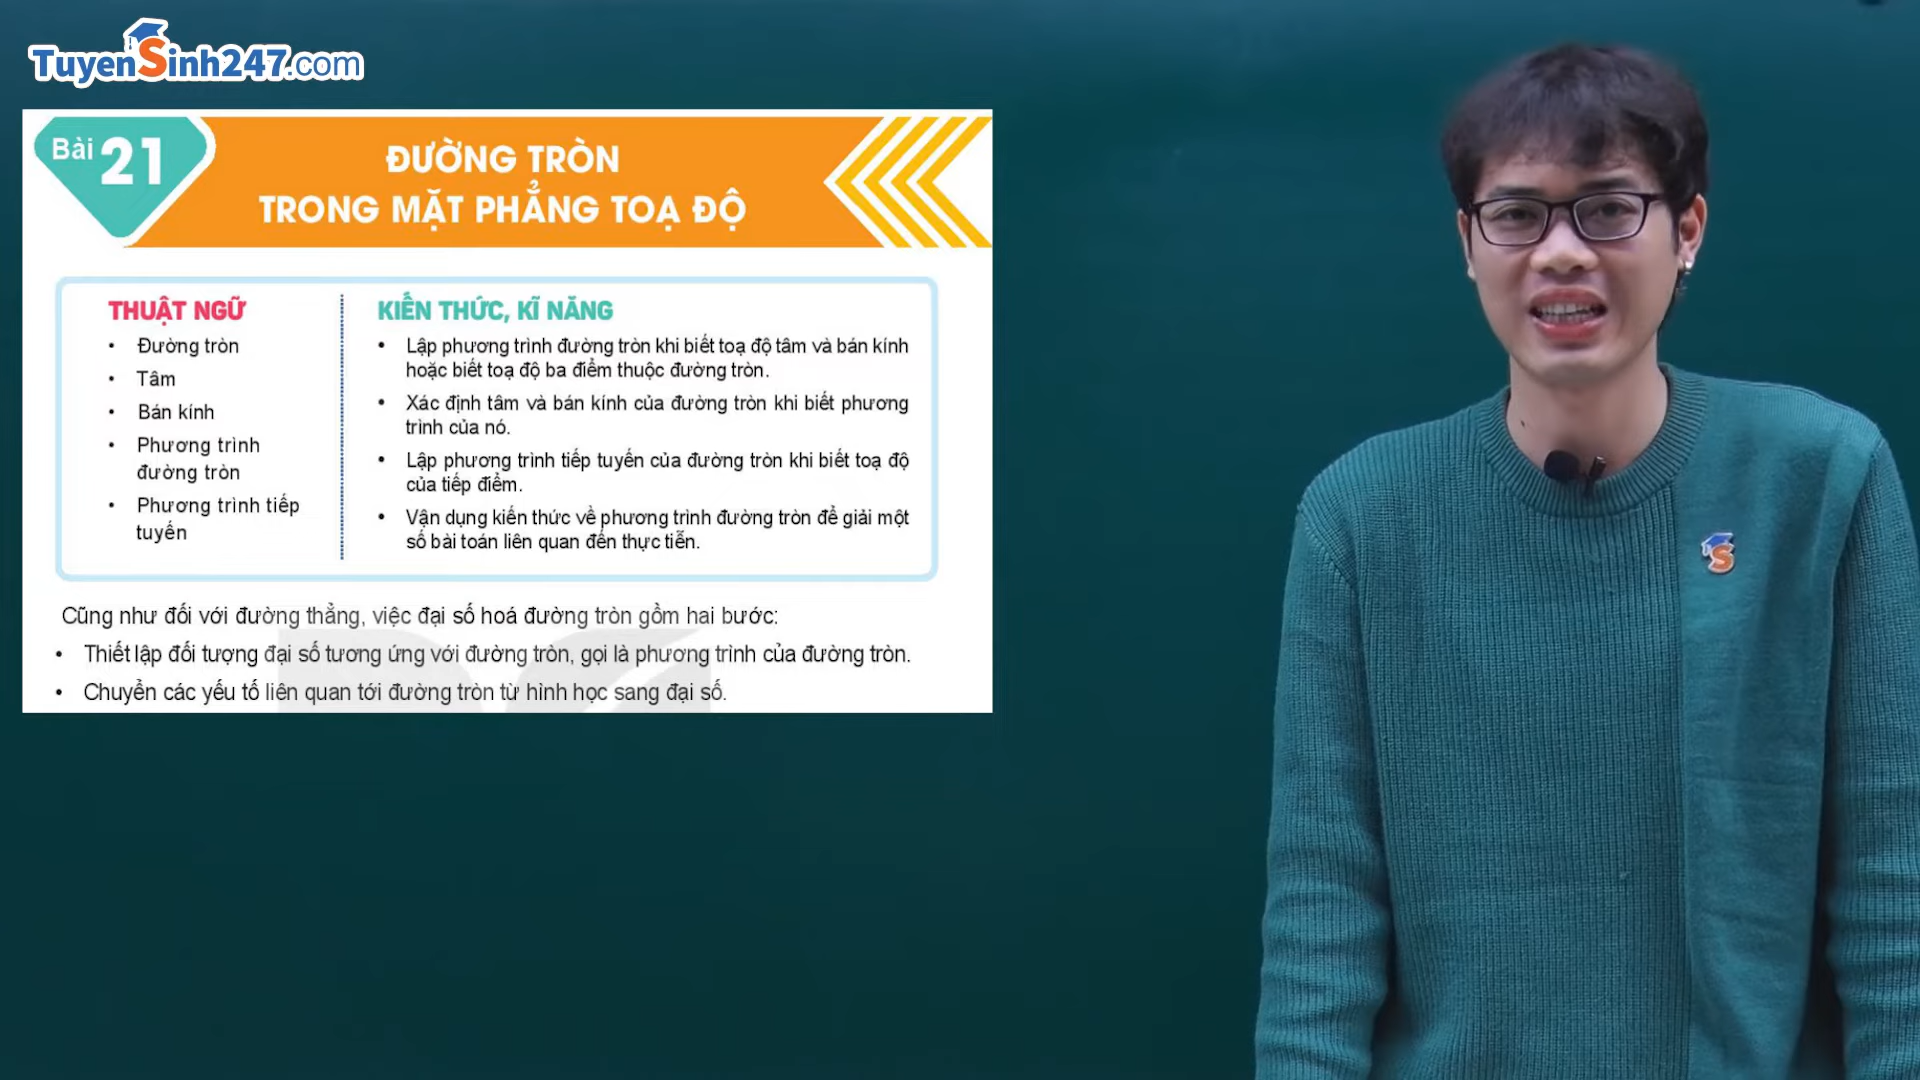 TuyenSinh247.com
Bài 21
ĐƯỜNG TRÒN
TRONG MẶT PHẲNG TOẠ ĐỘ
THUẬT NGỮ
• Đường tròn
• Tâm
• Bán kính
• Phương trình
đường tròn
• Phương trình tiếp
tuyến
KIẾN THỨC, KĨ NĂNG
• Lập phương trình đường tròn khi biết toạ độ tâm và bán kính
hoặc biết toạ độ ba điểm thuộc đường tròn.
• Xác định tâm và bán kính của đường tròn khi biết phương
trình của nó.
• Lập phương trình tiếp tuyến của đường tròn khi biết toạ độ
của tiếp điểm.
• Vận dụng kiến thức về phương trình đường tròn để giải một
số bài toán liên quan đến thực tiễn.
Cũng như đối với đường thẳng, việc đại số hoá đường tròn gồm hai bước:
• Thiết lập đối tượng đại số tương ứng với đường tròn, gọi là phương trình của đường tròn.
• Chuyển các yếu tố liên quan tới đường tròn từ hình học sang đại số.
S